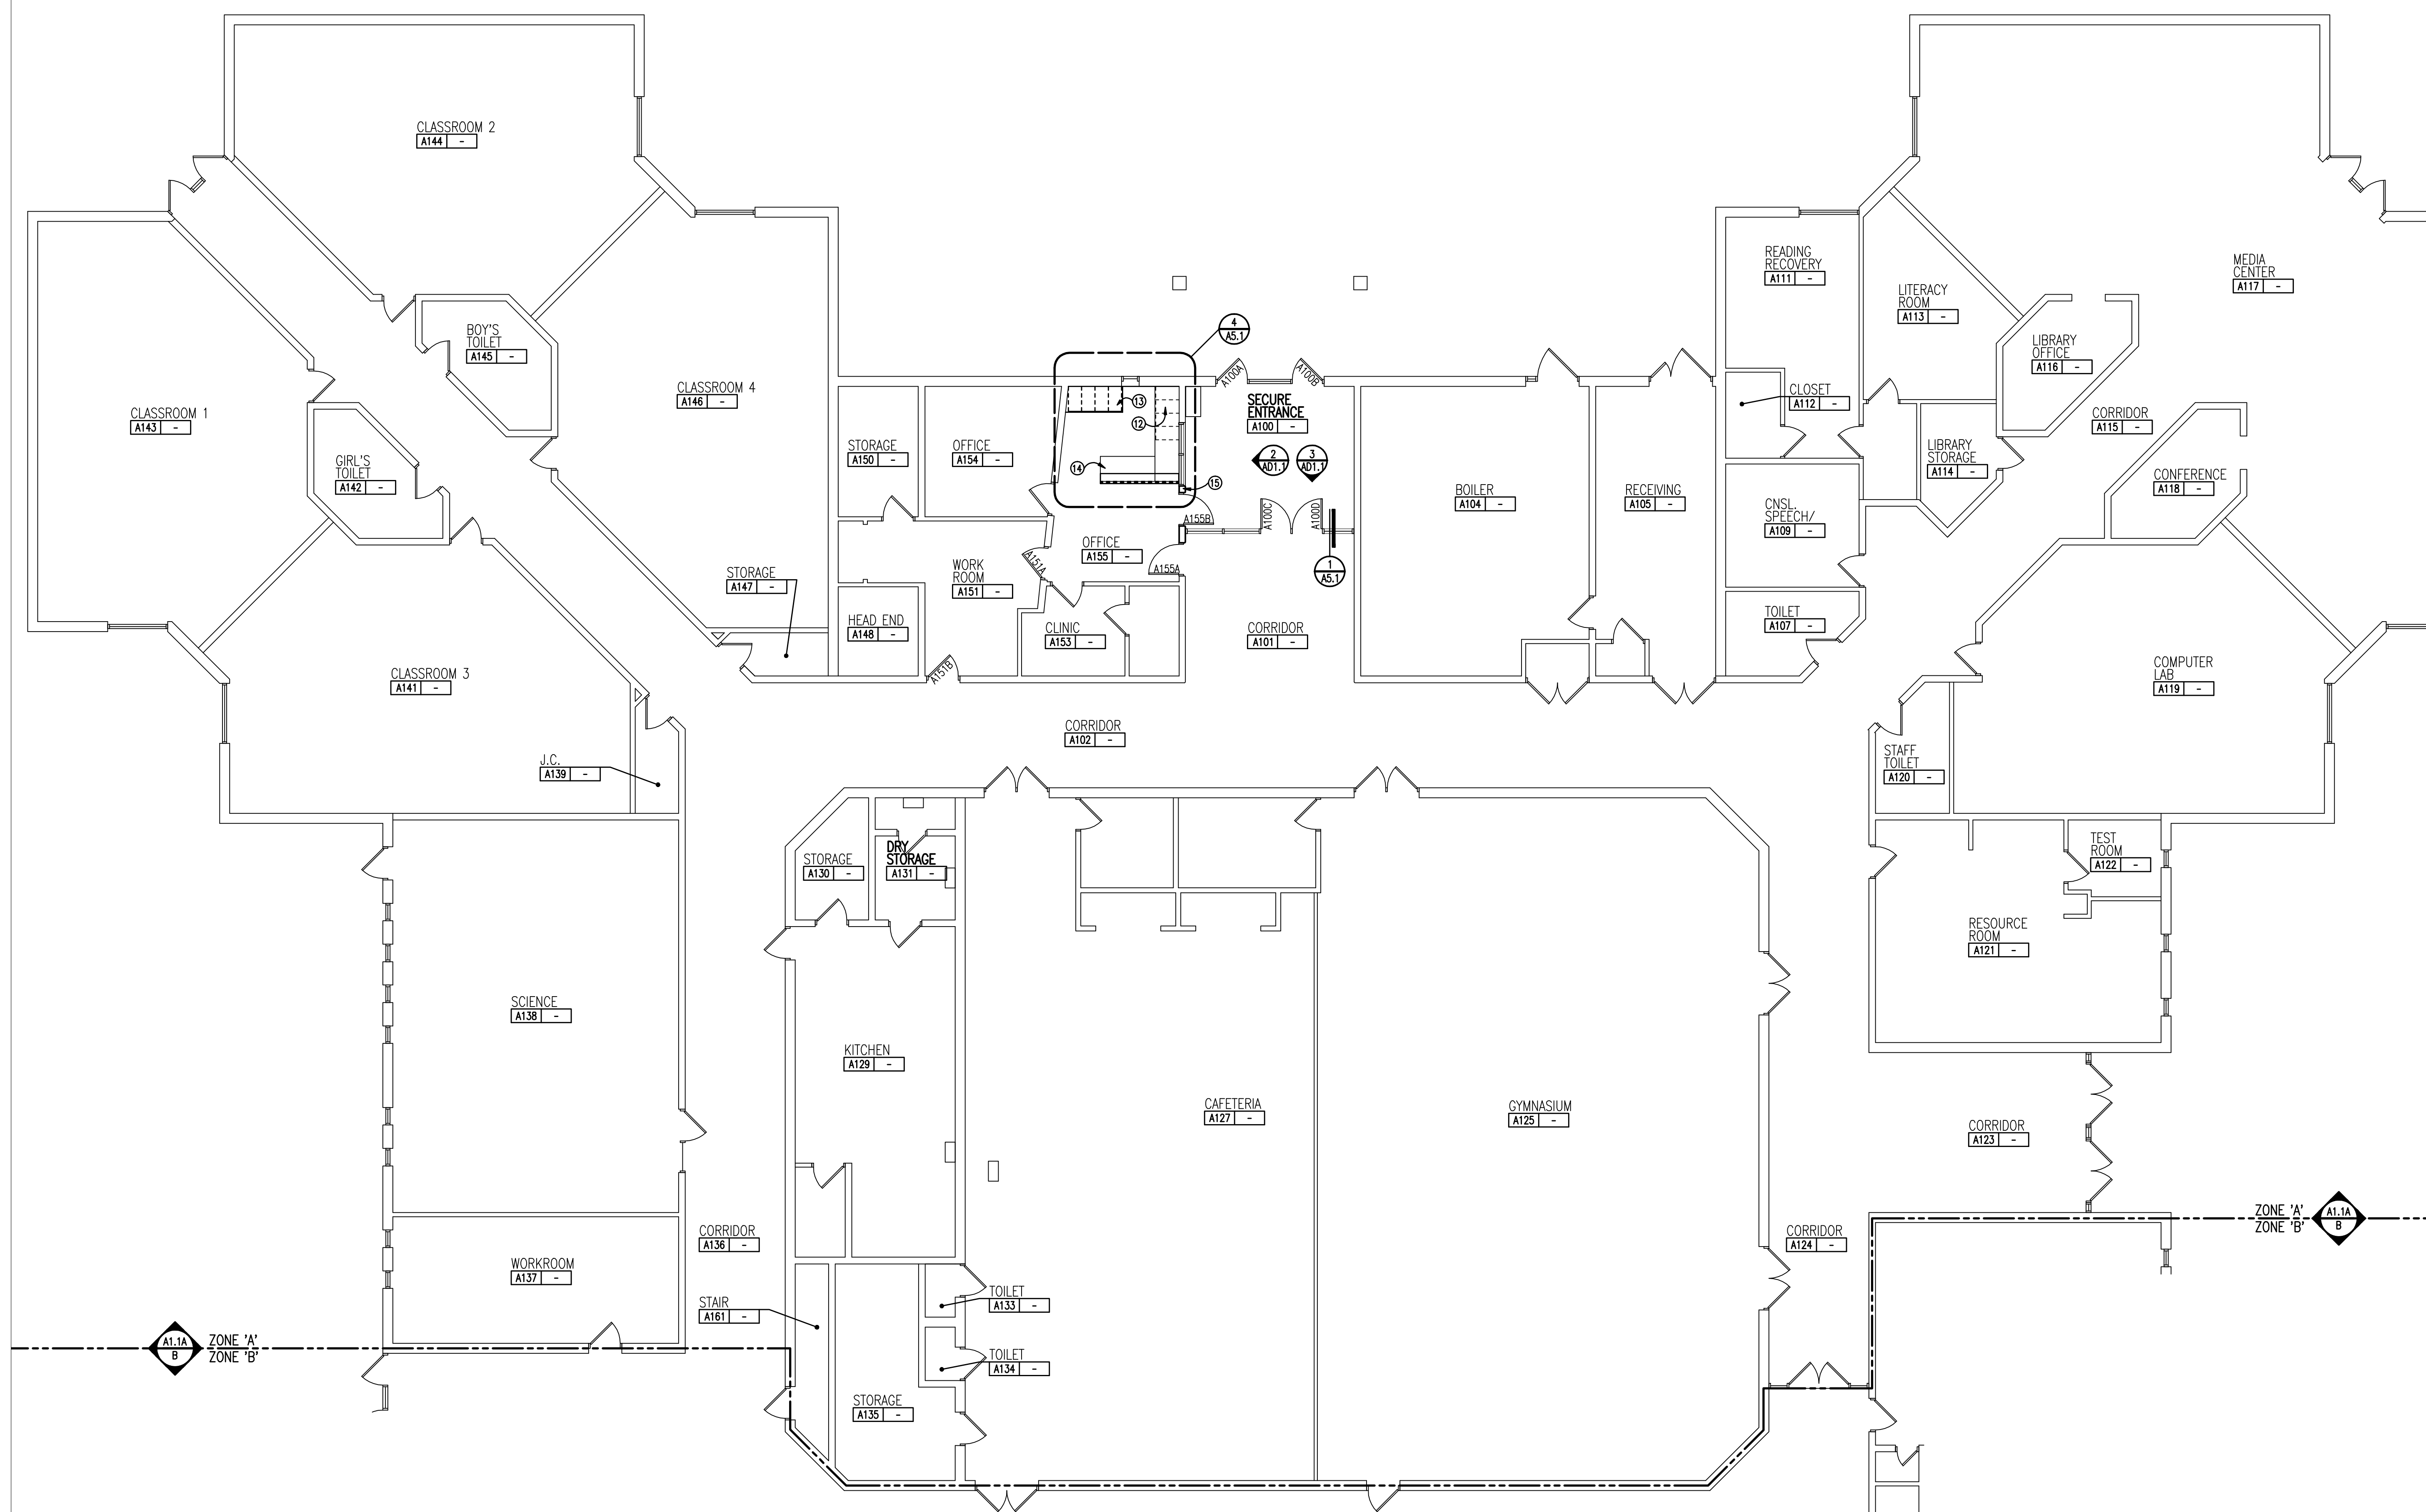 CLASSROOM 2
A144 -
CLASSROOM 1
A143 -
BOY'S
TOILET
A145 -
GIRL'S
TOILET
A142 -
CLASSROOM 4
A146 -
STORAGE
A147 -
CLASSROOM 3
A141 -
J.C.
A139 -
STORAGE
A150 -
OFFICE
A154 -
HEAD END
A148 -
WORK
ROOM
A151 -
A151A
A151B
CLINIC
A153 -
OFFICE
A155 -
A155A
A155B
4
A5.1
13
12
14
15
A100A
A100B
SECURE
ENTRANCE
A100 -
2
AD1.1
3
AD1.1
A100C
A100D
1
A5.1
CORRIDOR
A101 -
CORRIDOR
A102 -
BOILER
A104 -
RECEIVING
A105 -
READING
RECOVERY
A111 -
CLOSET
A112 -
CNSL.
SPEECH/
A109 -
TOILET
A107 -
LITERACY
ROOM
A113 -
LIBRARY
STORAGE
A114 -
LIBRARY
OFFICE
A116 -
MEDIA
CENTER
A117 -
CORRIDOR
A115 -
CONFERENCE
A118 -
COMPUTER
LAB
A119 -
STAFF
TOILET
A120 -
TEST
ROOM
A122 -
RESOURCE
ROOM
A121 -
CORRIDOR
A123 -
STORAGE
A130 -
DRY
STORAGE
A131 -
SCIENCE
A138 -
KITCHEN
A129 -
CAFETERIA
A127 -
GYMNASIUM
A125 -
WORKROOM
A137 -
CORRIDOR
A136 -
CORRIDOR
A124 -
STAIR
A161 -
TOILET
A133 -
TOILET
A134 -
STORAGE
A135 -
A1.1A
B
ZONE 'A'
ZONE 'B'
ZONE 'A'
ZONE 'B'
A1.1A
B